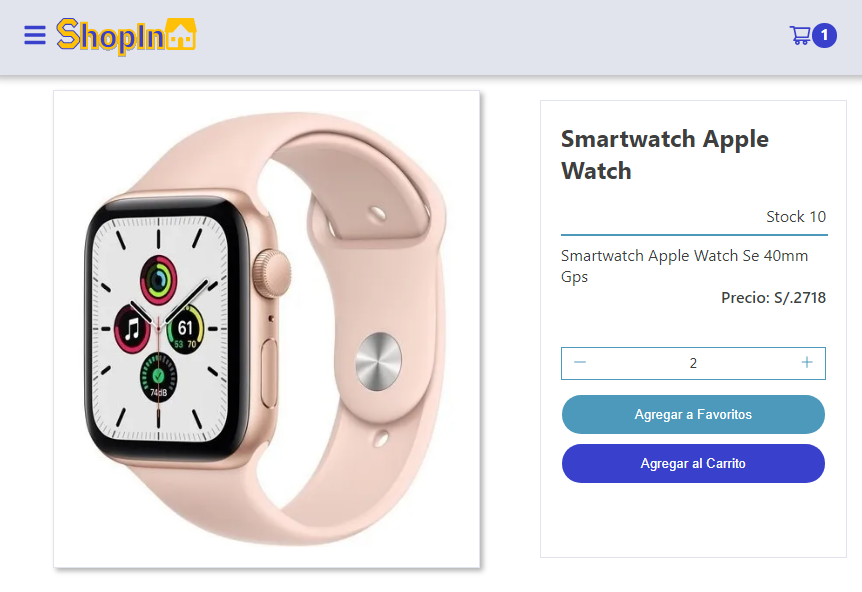 ShopIn
1
Smartwatch Apple
Watch
Stock 10
Smartwatch Apple Watch Se 40mm
Gps
Precio: S/.2718
61
53 70
74dB
− 2 +
Agregar a Favoritos
Agregar al Carrito